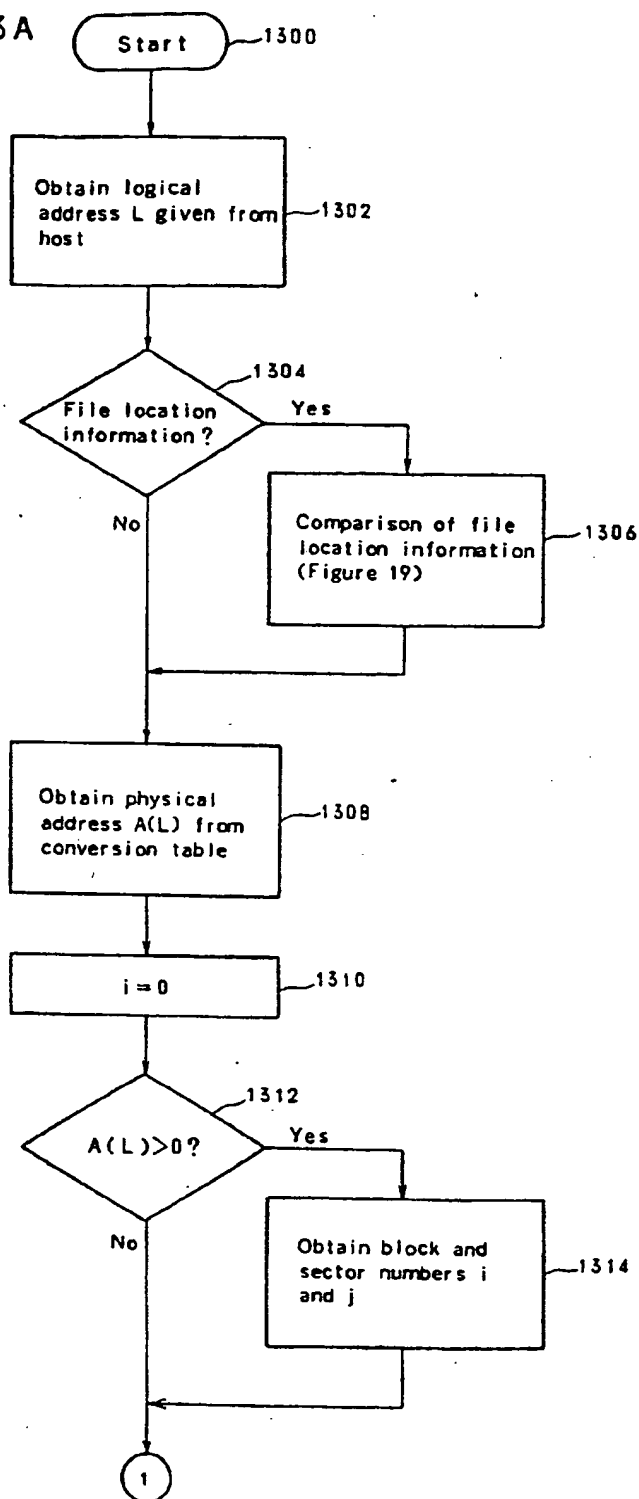 3A
Start
1300
Obtain logical
address L given from
host
1302
1304
File location
information?
Yes
No
Comparison of file
location information
(Figure 19)
1306
Obtain physical
address A(L) from
conversion table
1308
i=0
1310
1312
A(L)>0?
Yes
No
Obtain block and
sector numbers i
and j
1314
1